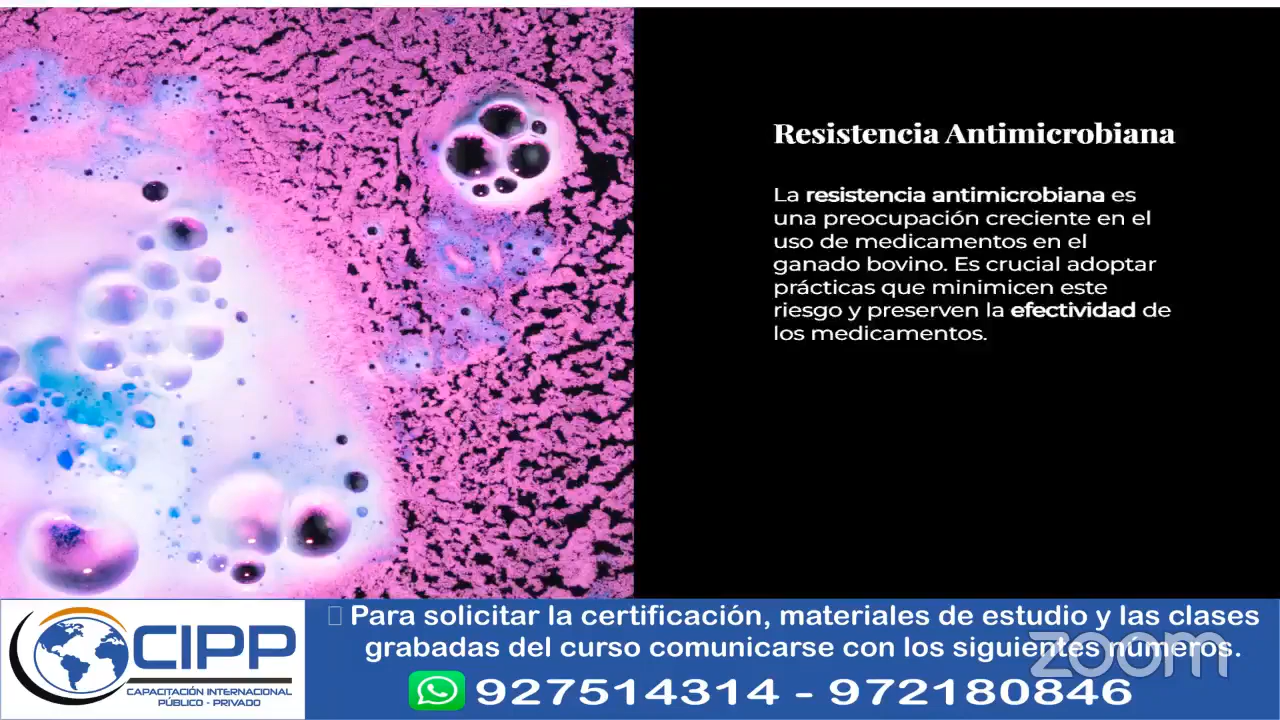 Resistencia Antimicrobiana
La resistencia antimicrobiana es
una preocupación creciente en el
uso de medicamentos en el
ganado bovino. Es crucial adoptar
prácticas que minimicen este
riesgo y preserven la efectividad de
los medicamentos.
CIPP
CAPACITACIÓN INTERNACIONAL
PÚBLICO - PRIVADO
Para solicitar la certificación, materiales de estudio y las clases
grabadas del curso comunicarse con los siguientes números.
927514314 - 972180846
zoom